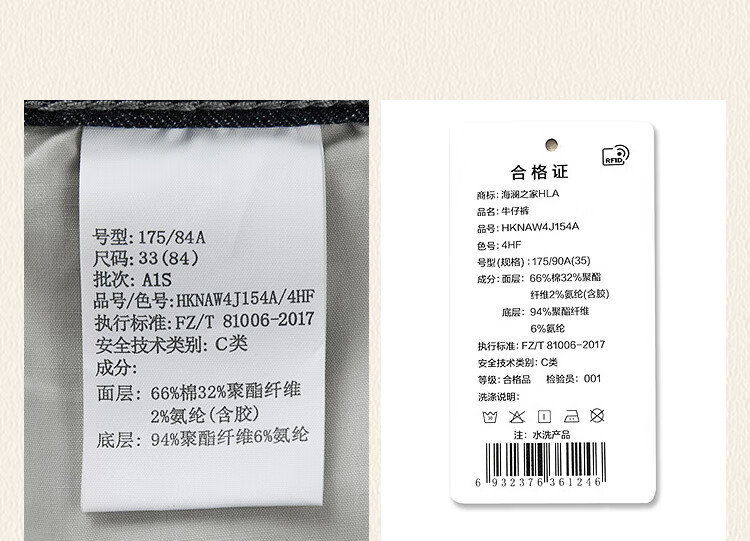 号型: 175/84A
尺码: 33(84)
批次: A1S
品号/色号:HKNAW4J154A/4HF
执行标准: FZ/T 81006-2017
安全技术类别: C类
成分:
面层: 66%棉32%聚酯纤维
2%氨纶(含胶)
底层: 94%聚酯纤维6%氨纶
RFID
合格证
商标: 海澜之家HLA
品名: 牛仔裤
品号: HKNAW4J154A
色号: 4HF
号型(规格) : 175/90A(35)
成分: 面层: 66%棉32%聚酯
纤维2%氨纶(含胶)
底层: 94%聚酯纤维
6%氨纶
执行标准: FZ/T 81006-2017
安全技术类别: C类
等级: 合格品 检验员: 001
洗涤说明:
注: 水洗产品
6 932376 361246